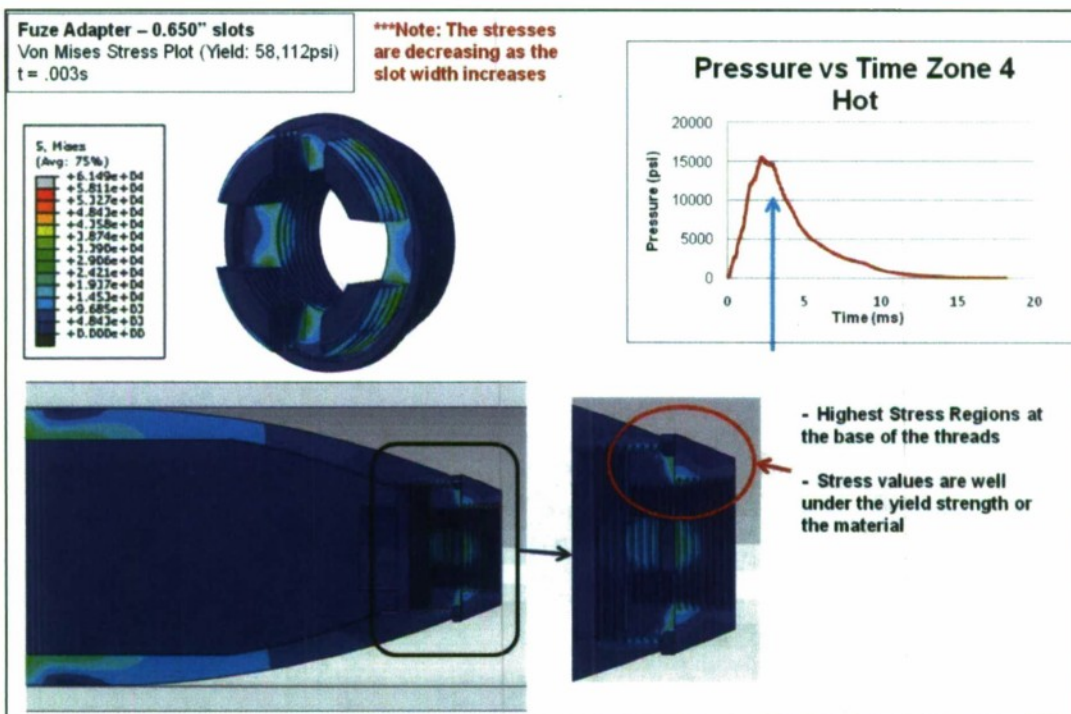 Fuze Adapter – 0.650” slots
Von Mises Stress Plot (Yield: 58,112psi)
t = .003s
***Note: The stresses
are decreasing as the
slot width increases
S, Mises
(Avg: 75%)
+6.149e+04
+5.811e+04
+5.327e+04
+4.843e+04
+4.358e+04
+3.874e+04
+3.390e+04
+2.906e+04
+2.421e+04
+1.937e+04
+1.453e+04
+9.685e+03
+4.843e+03
+0.000e+00
Pressure vs Time Zone 4
Hot
Pressure (psi)
20000
15000
10000
5000
0
0 5 10 15 20
Time (ms)
- Highest Stress Regions at
the base of the threads
- Stress values are well
under the yield strength or
the material